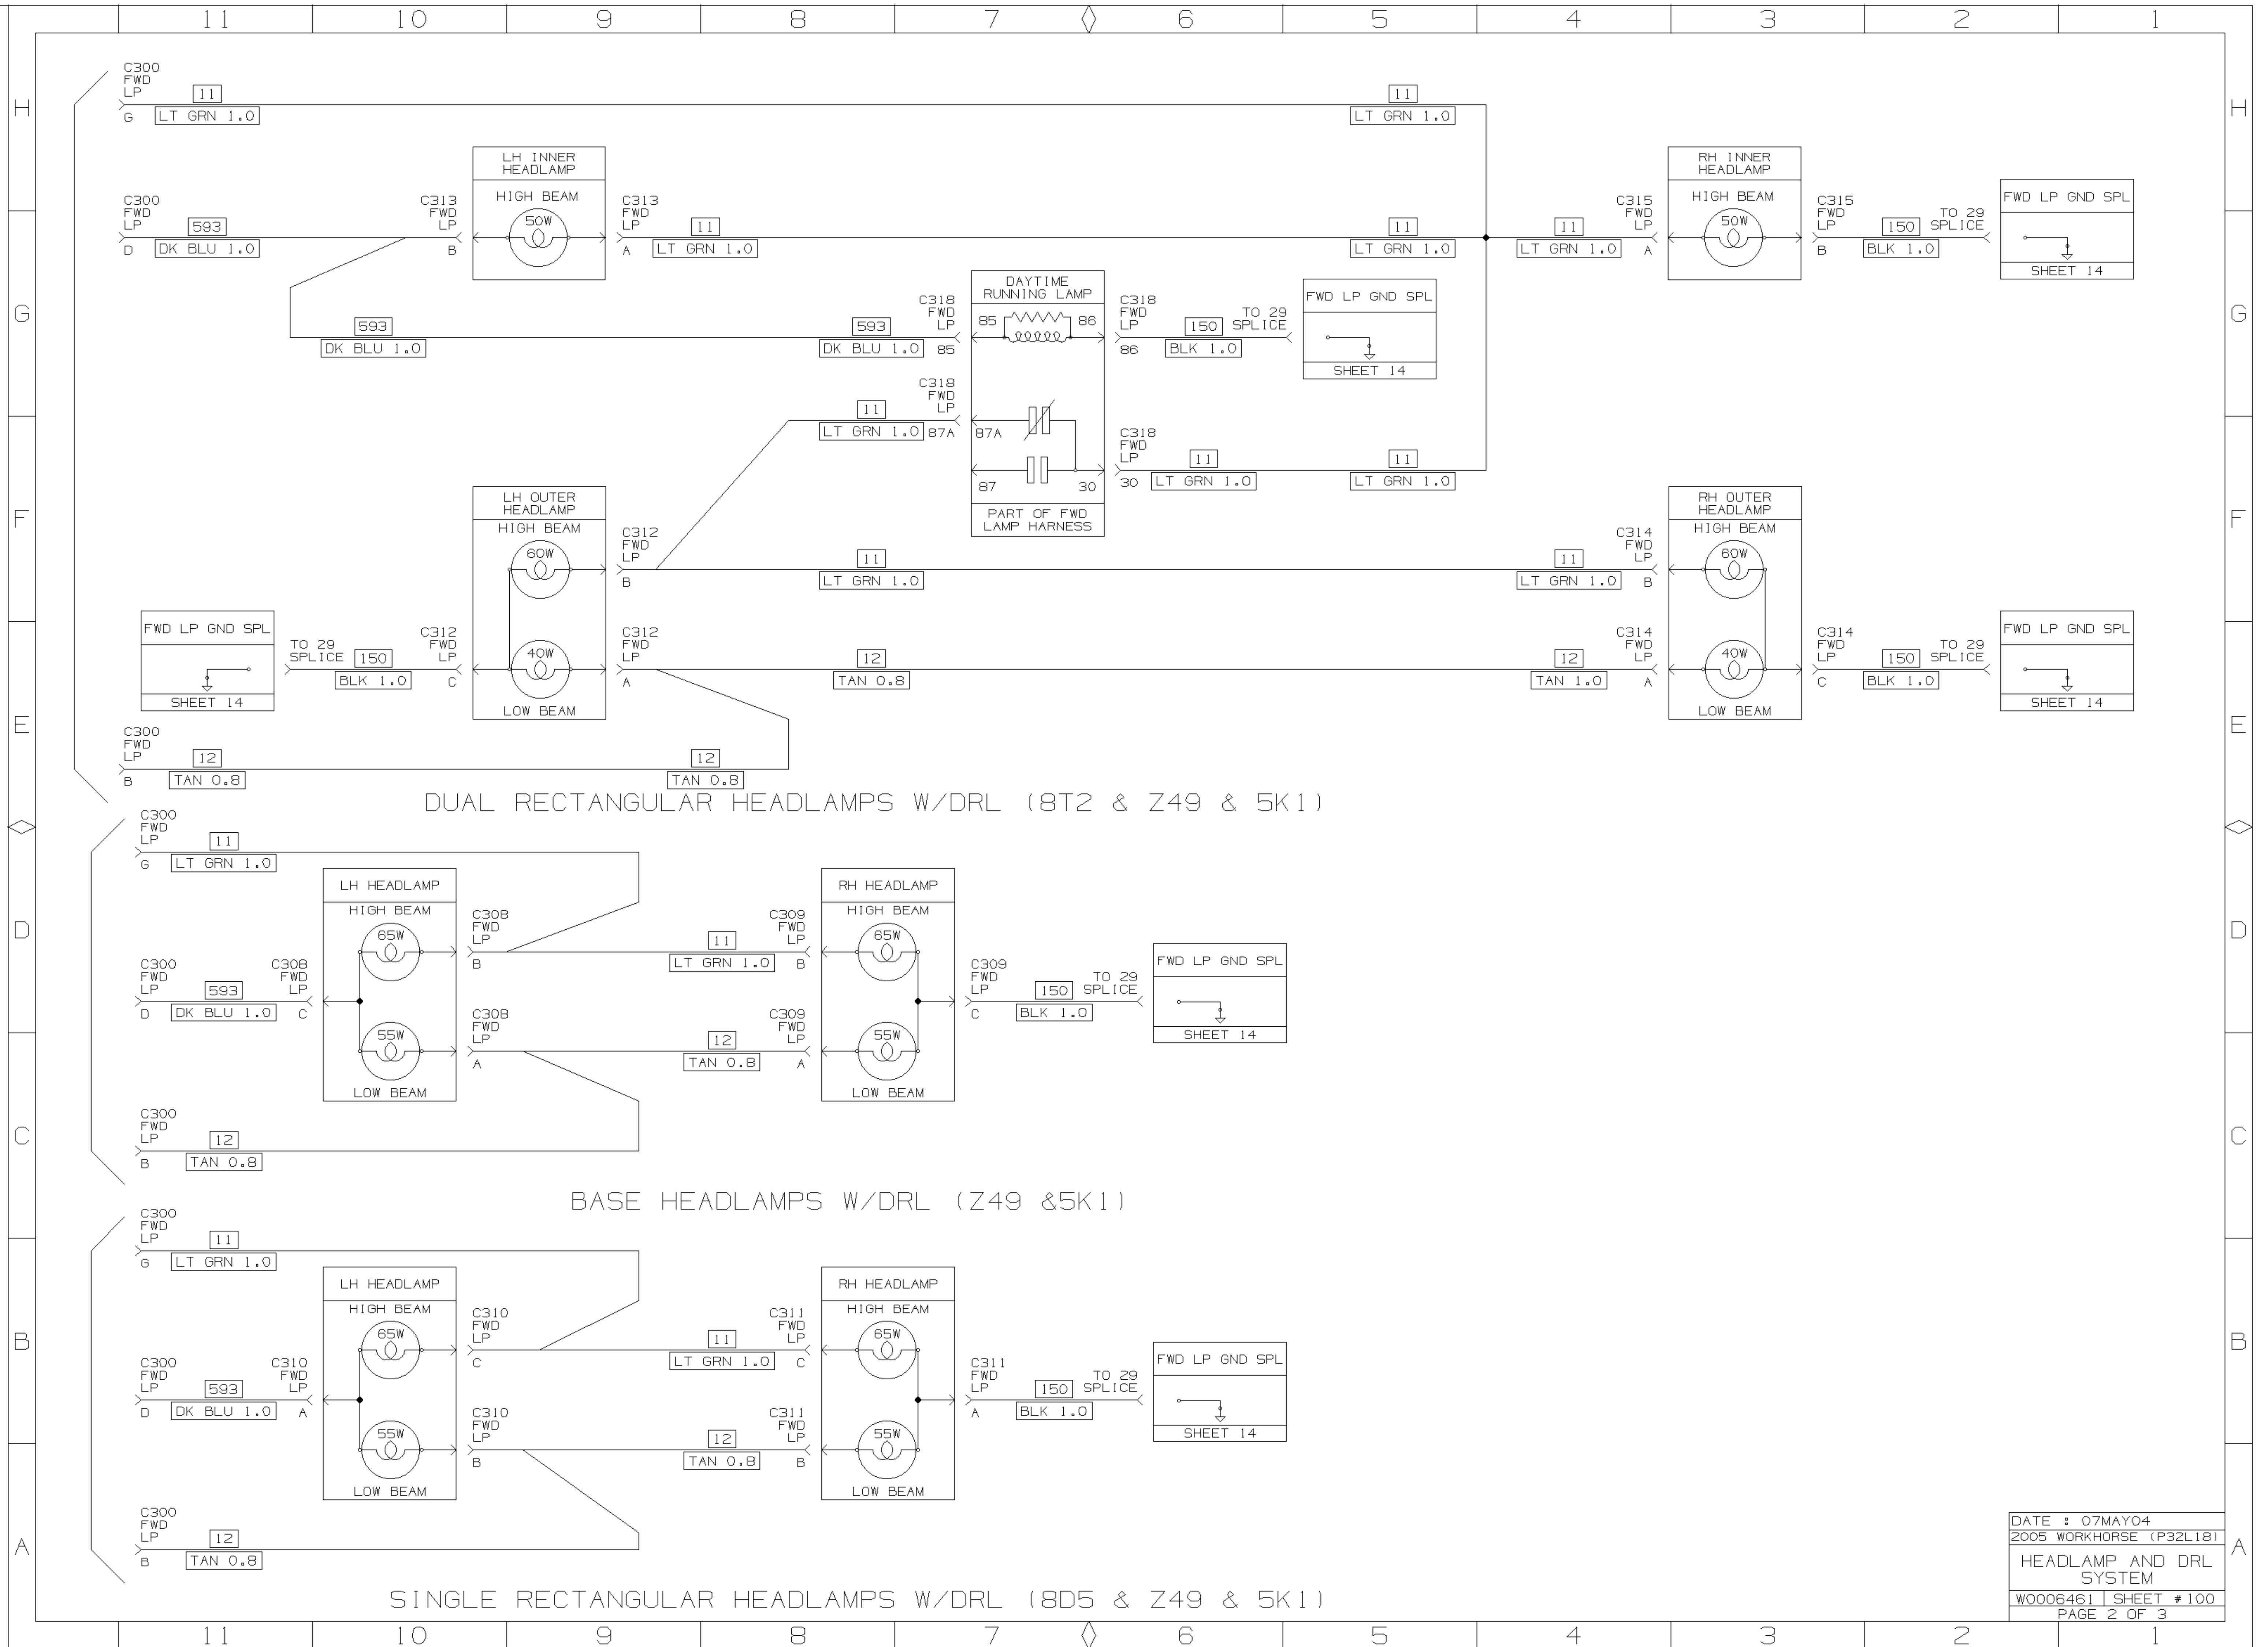 11 10 9 8 7 6 5 4 3 2 1
H
H
G
G
F
F
E
E
D
D
C
C
B
B
A
A
C300
FWD
LP
11
G
LT GRN 1.0
11
LT GRN 1.0
C300
FWD
LP
593
D
DK BLU 1.0
C313
FWD
LP
B
LH INNER
HEADLAMP
HIGH BEAM
50W
C313
FWD
LP
A
11
LT GRN 1.0
11
LT GRN 1.0
11
LT GRN 1.0
C315
FWD
LP
A
RH INNER
HEADLAMP
HIGH BEAM
50W
C315
FWD
LP
B
150
BLK 1.0
TO 29
SPLICE
FWD LP GND SPL
SHEET 14
593
DK BLU 1.0
593
DK BLU 1.0
C318
FWD
LP
85
DAYTIME
RUNNING LAMP
85
86
C318
FWD
LP
86
150
BLK 1.0
TO 29
SPLICE
FWD LP GND SPL
SHEET 14
11
LT GRN 1.0
C318
FWD
LP
87A
87A
87
30
PART OF FWD
LAMP HARNESS
C318
FWD
LP
30
11
LT GRN 1.0
11
LT GRN 1.0
LH OUTER
HEADLAMP
HIGH BEAM
60W
40W
LOW BEAM
C312
FWD
LP
B
11
LT GRN 1.0
11
LT GRN 1.0
C314
FWD
LP
B
RH OUTER
HEADLAMP
HIGH BEAM
60W
40W
LOW BEAM
FWD LP GND SPL
SHEET 14
TO 29
SPLICE
150
BLK 1.0
C312
FWD
LP
C
C312
FWD
LP
A
12
TAN 0.8
12
TAN 1.0
C314
FWD
LP
A
C314
FWD
LP
C
150
BLK 1.0
TO 29
SPLICE
FWD LP GND SPL
SHEET 14
C300
FWD
LP
B
12
TAN 0.8
12
TAN 0.8
DUAL RECTANGULAR HEADLAMPS W/DRL (8T2 & Z49 & 5K1)
C300
FWD
LP
G
11
LT GRN 1.0
LH HEADLAMP
HIGH BEAM
65W
55W
LOW BEAM
C308
FWD
LP
B
11
LT GRN 1.0
C309
FWD
LP
B
RH HEADLAMP
HIGH BEAM
65W
55W
LOW BEAM
C300
FWD
LP
D
593
DK BLU 1.0
C308
FWD
LP
C
C308
FWD
LP
A
12
TAN 0.8
C309
FWD
LP
A
C309
FWD
LP
C
150
BLK 1.0
TO 29
SPLICE
FWD LP GND SPL
SHEET 14
C300
FWD
LP
B
12
TAN 0.8
BASE HEADLAMPS W/DRL (Z49 &5K1)
C300
FWD
LP
G
11
LT GRN 1.0
LH HEADLAMP
HIGH BEAM
65W
55W
LOW BEAM
C310
FWD
LP
C
11
LT GRN 1.0
C311
FWD
LP
C
RH HEADLAMP
HIGH BEAM
65W
55W
LOW BEAM
C300
FWD
LP
D
593
DK BLU 1.0
C310
FWD
LP
A
C310
FWD
LP
B
12
TAN 0.8
C311
FWD
LP
B
C311
FWD
LP
A
150
BLK 1.0
TO 29
SPLICE
FWD LP GND SPL
SHEET 14
C300
FWD
LP
B
12
TAN 0.8
SINGLE RECTANGULAR HEADLAMPS W/DRL (8D5 & Z49 & 5K1)
DATE : 07MAY04
2005 WORKHORSE (P32L18)
HEADLAMP AND DRL
SYSTEM
W0006461 SHEET #100
PAGE 2 OF 3
11 10 9 8 7 6 5 4 3 2 1